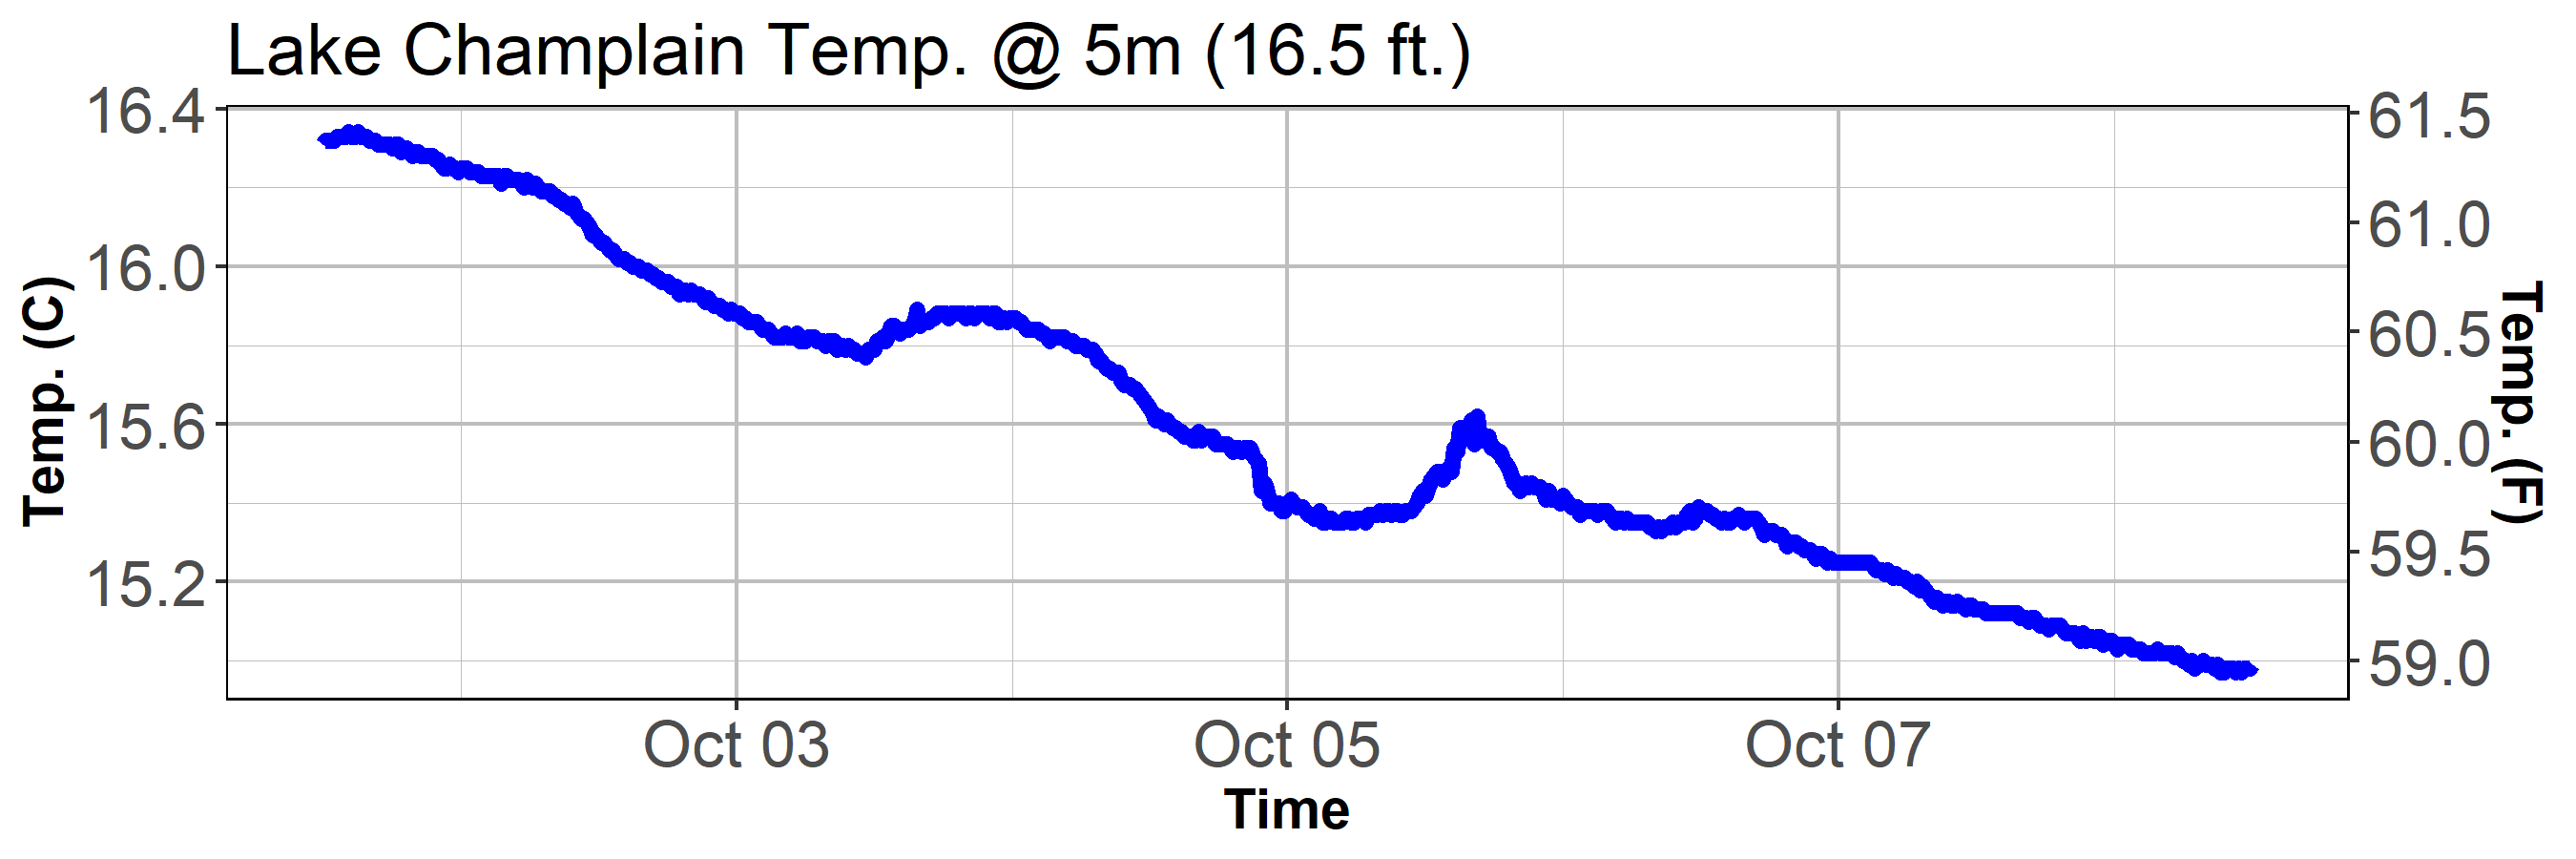 Lake Champlain Temp. @ 5m (16.5 ft.)
16.4
16.0
15.6
15.2
Temp. (C)
61.5
61.0
60.5
60.0
59.5
59.0
Temp. (F)
Oct 03 Oct 05 Oct 07
Time